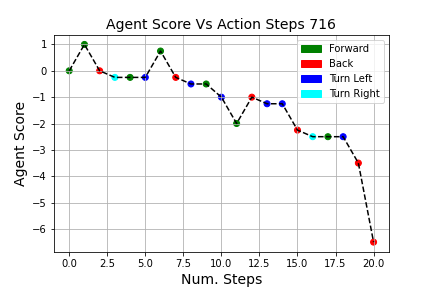 Agent Score Vs Action Steps 716
Agent Score
1
0
−1
−2
−3
−4
−5
−6
Forward
Back
Turn Left
Turn Right
0.0 2.5 5.0 7.5 10.0 12.5 15.0 17.5 20.0
Num. Steps